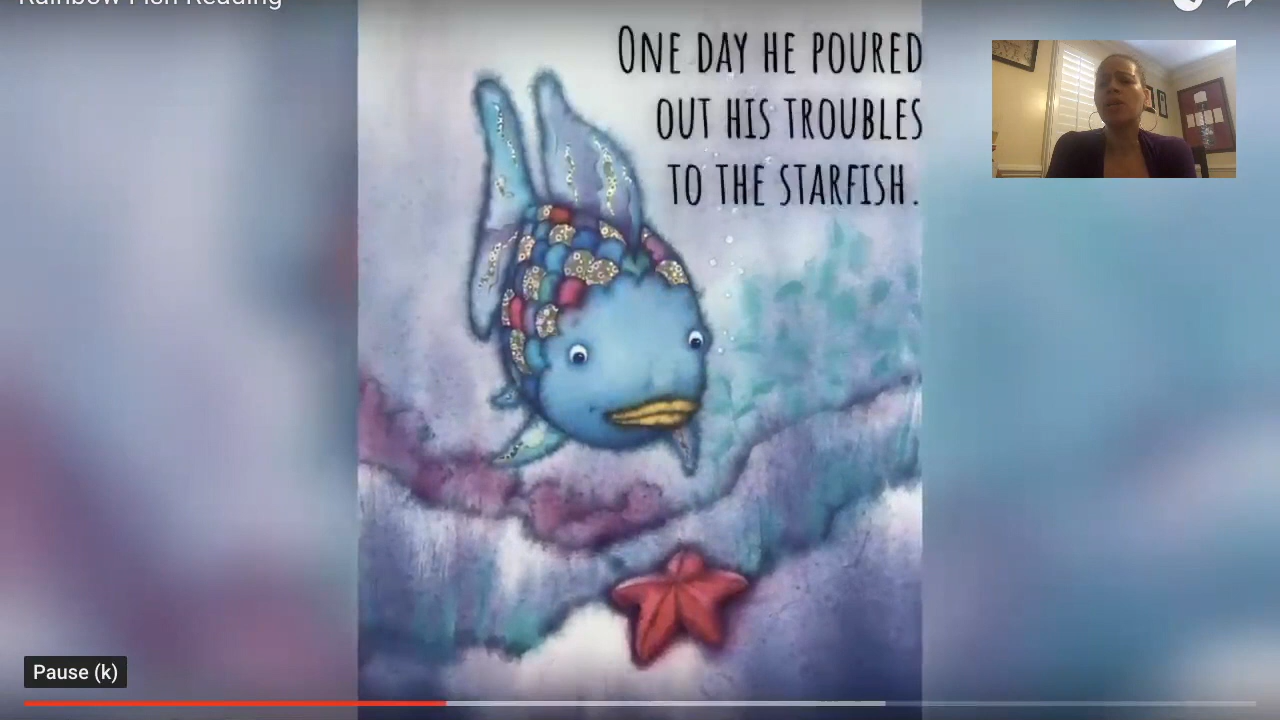 Rainbow Fish Reading
ONE DAY HE POURED
OUT HIS TROUBLES
TO THE STARFISH.
Pause (k)